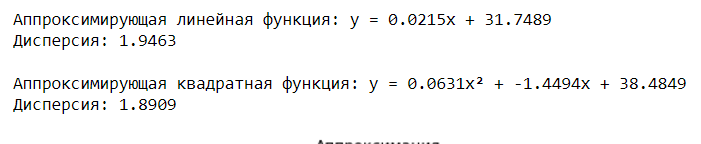 Аппроксимирующая линейная функция: y = 0.0215x + 31.7489
Дисперсия: 1.9463
Аппроксимирующая квадратная функция: y = 0.0631x² + -1.4494x + 38.4849
Дисперсия: 1.8909